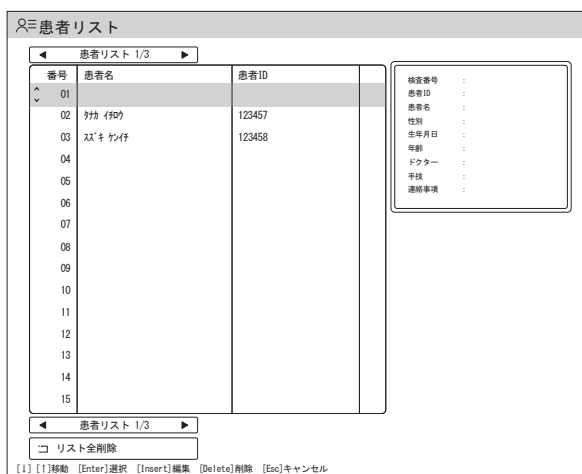 患者リスト
患者リスト 1/3
番号 患者名 患者ID
01
02 ﾀﾅｶ ｲﾁﾛｳ 123457
03 ｽｽﾞｷ ｹﾝｲﾁ 123458
04
05
06
07
08
09
10
11
12
13
14
15
患者リスト 1/3
リスト全削除
検査番号 :
患者ID :
患者名 :
性別 :
生年月日 :
年齢 :
ドクター :
手技 :
連絡事項 :
[↓][↑]移動 [Enter]選択 [Insert]編集 [Delete]削除 [Esc]キャンセル